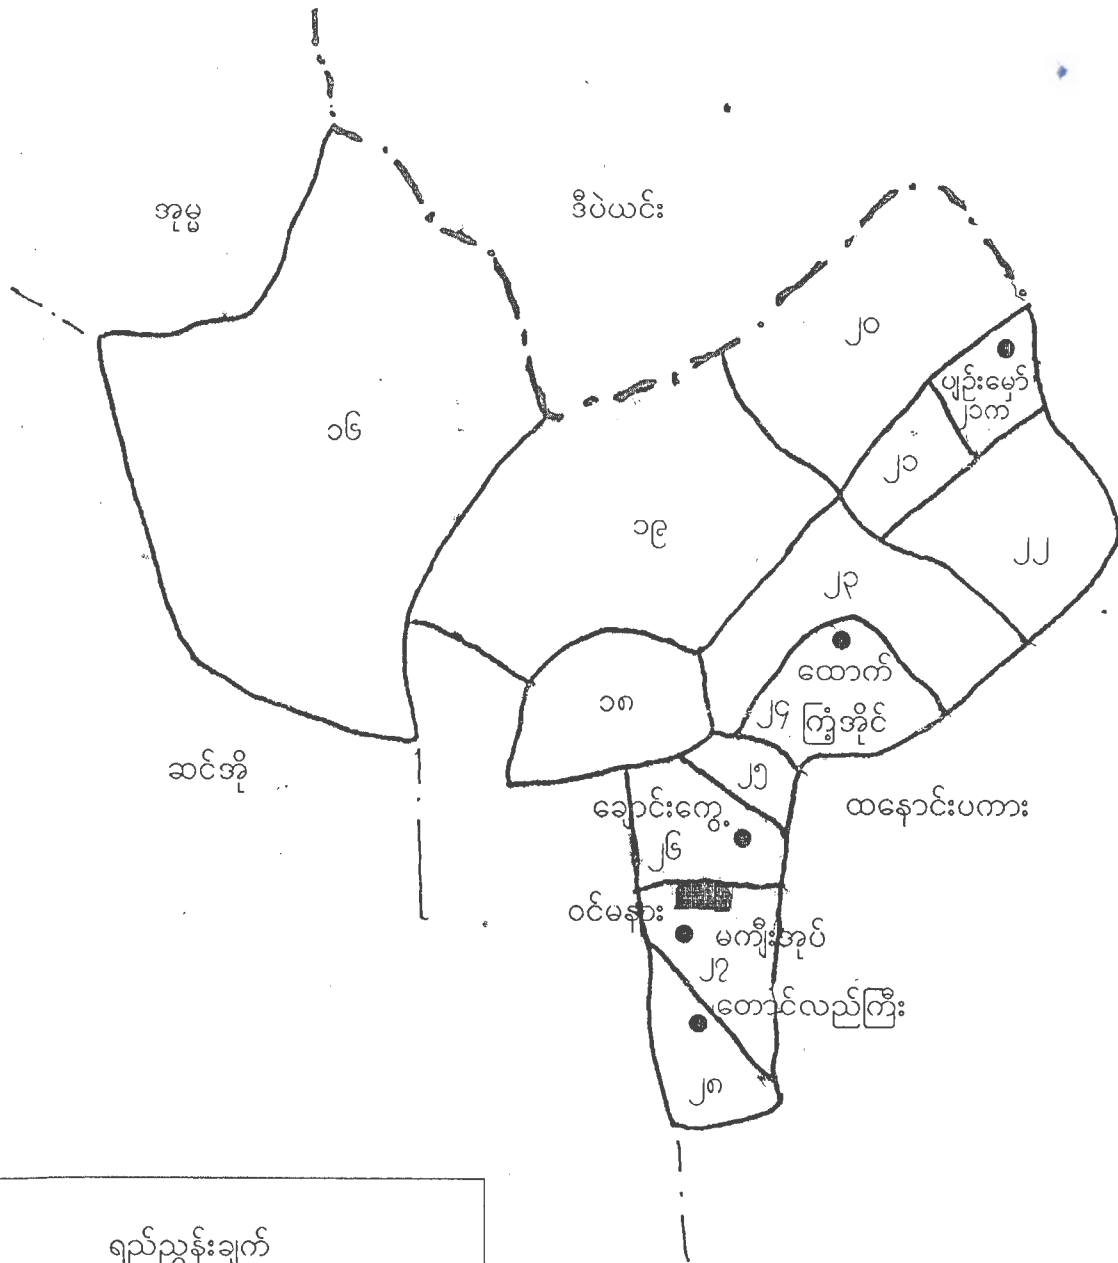 အုမ္မ
ဒီပဲယင်း
၂၀
ပျဉ်းမှော်
၂၁က
၁၆
၂၁
၁၉
၂၂
၂၃
ထောက်
ကြံ့အိုင်
၂၄
၁၈
ဆင်အို
၂၅
ချောင်းကွေ့
ထနောင်းပကား
၂၆
ဝင်မနား
မကျီးအုပ်
၂၇
တောင်လည်ကြီး
၂၈
ရည်ညွှန်းချက်